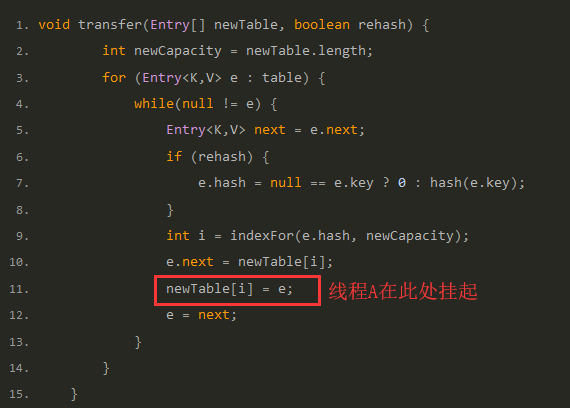 1. void transfer(Entry[] newTable, boolean rehash) {
2. int newCapacity = newTable.length;
3. for (Entry<K,V> e : table) {
4. while(null != e) {
5. Entry<K,V> next = e.next;
6. if (rehash) {
7. e.hash = null == e.key ? 0 : hash(e.key);
8. }
9. int i = indexFor(e.hash, newCapacity);
10. e.next = newTable[i];
11. newTable[i] = e; 线程A在此处挂起
12. e = next;
13. }
14. }
15. }